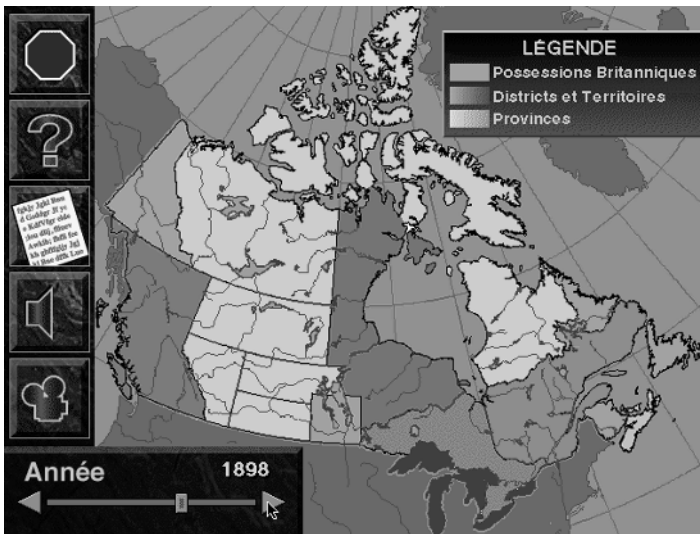 LÉGENDE
Possessions Britanniques
Districts et Territoires
Provinces
?
Année
1898